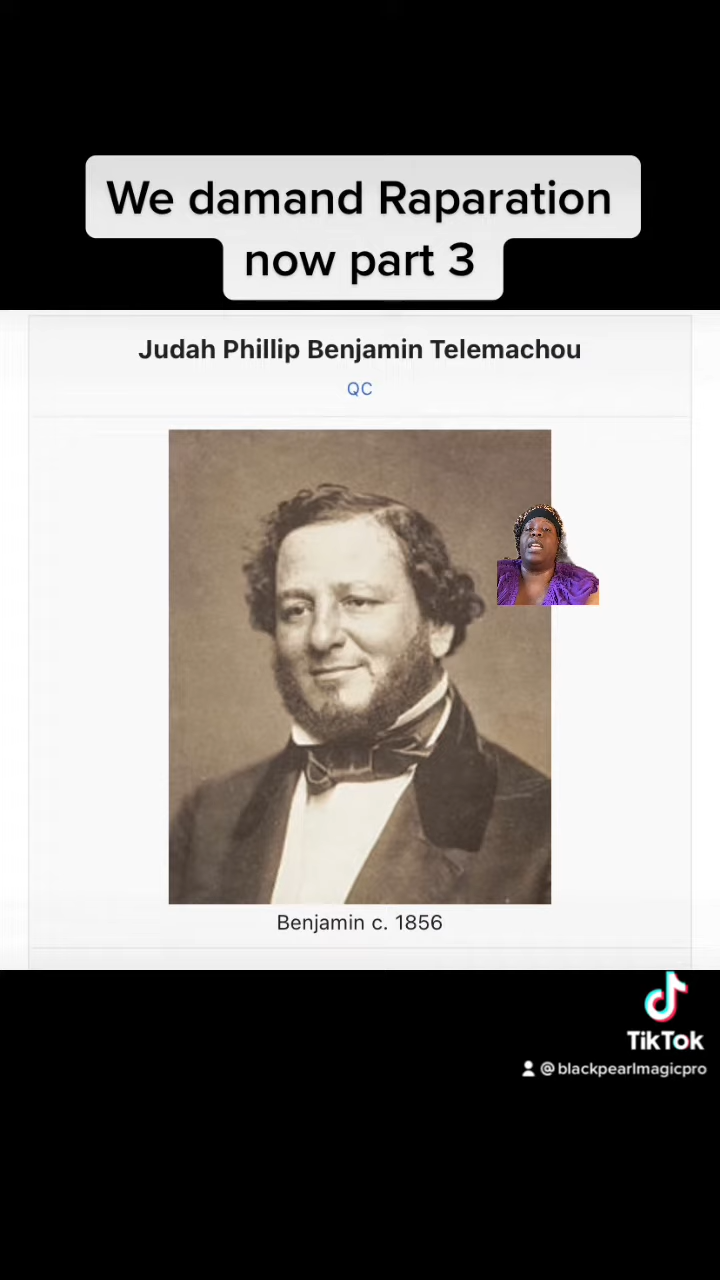 We damand Raparation
now part 3
Judah Phillip Benjamin Telemachou
QC
Benjamin c. 1856
TikTok
@blackpearlmagicpro